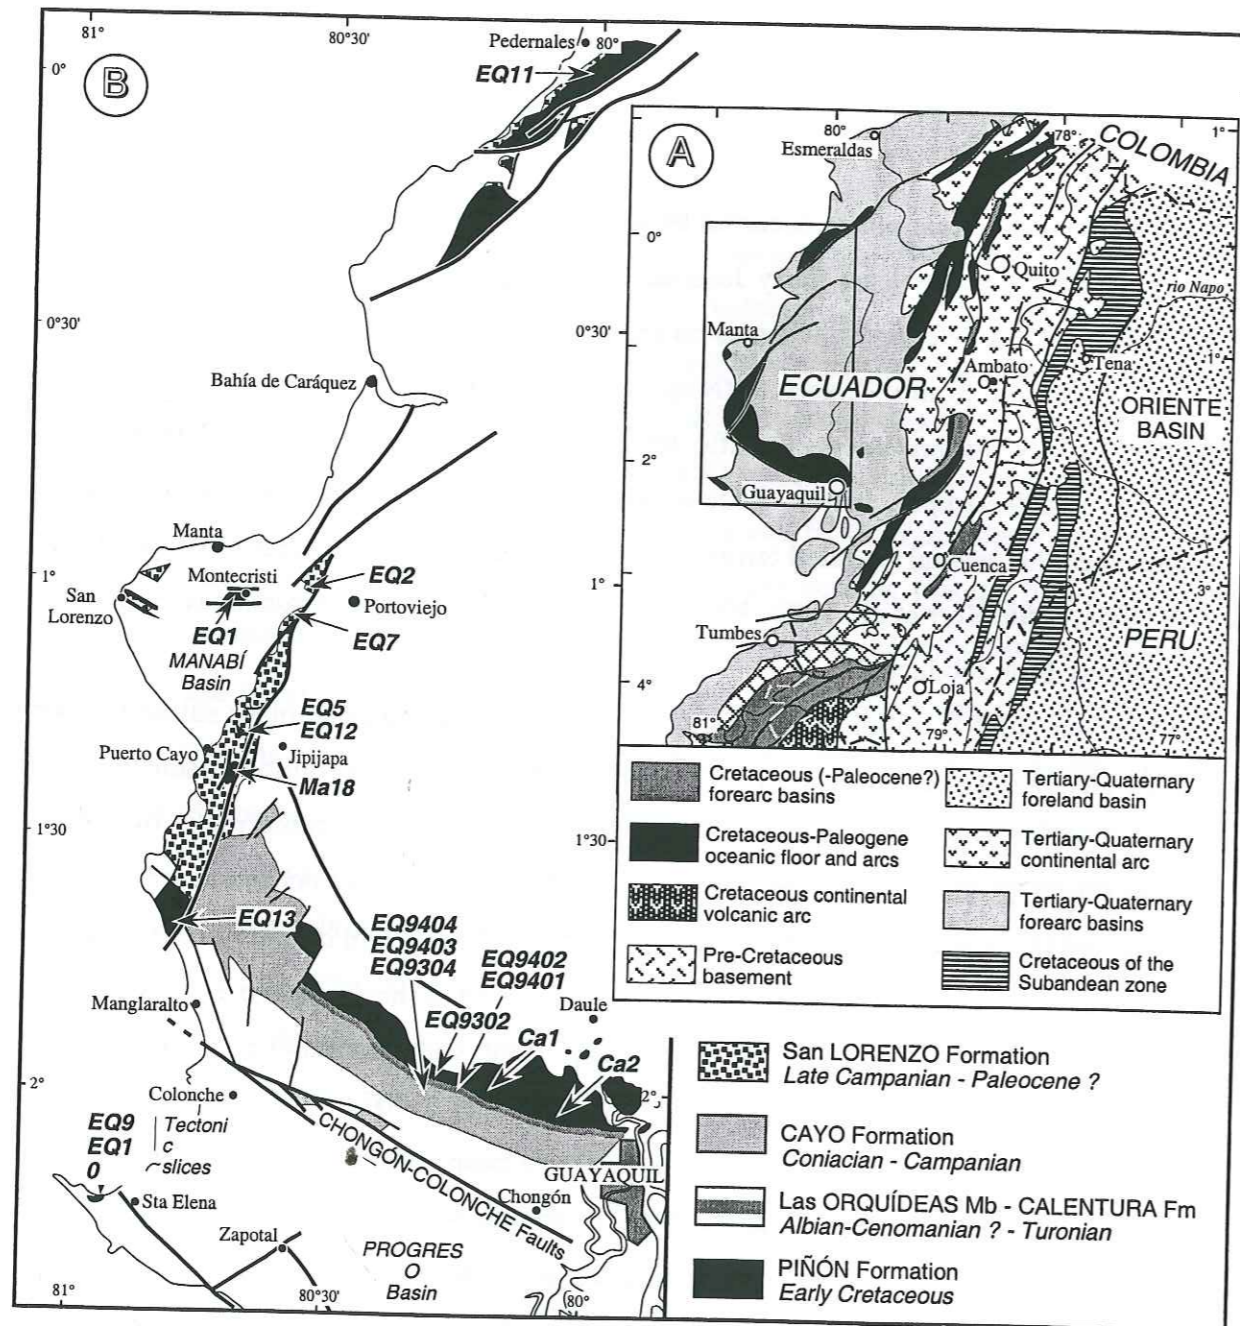 81°
80°30'
Pedernales
80°
0°
B
EQ11
0°30'
Bahía de Caráquez
Manta
1°
Montecristi
San
Lorenzo
EQ2
Portoviejo
EQ1
EQ7
MANABÍ
Basin
EQ5
EQ12
Puerto Cayo
Jipijapa
Ma18
1°30
EQ13
EQ9404
EQ9403
EQ9304
EQ9402
EQ9401
Manglaralto
Daule
EQ9302
Ca1
Ca2
2°
2°
Colonche
EQ9
EQ1
0
Tectoni
c
slices
CHONGÓN-COLONCHE Faults
GUAYAQUIL
Chongón
Sta Elena
Zapotal
PROGRES
O
Basin
81°
80°30'
80°
A
80°
78°
1°
Esmeraldas
COLOMBIA
0°
Quito
rio Napo
0°30'
Manta
1°
Ambato
Tena
ECUADOR
ORIENTE
BASIN
2°
Guayaquil
Cuenca
1°
3°
Tumbes
PERU
4°
Loja
81°
79°
77°
1°30
Cretaceous (-Paleocene?)
forearc basins
Cretaceous-Paleogene
oceanic floor and arcs
Cretaceous continental
volcanic arc
Pre-Cretaceous
basement
Tertiary-Quaternary
foreland basin
Tertiary-Quaternary
continental arc
Tertiary-Quaternary
forearc basins
Cretaceous of the
Subandean zone
San LORENZO Formation
Late Campanian - Paleocene ?
CAYO Formation
Coniacian - Campanian
Las ORQUÍDEAS Mb - CALENTURA Fm
Albian-Cenomanian ? - Turonian
PIÑÓN Formation
Early Cretaceous